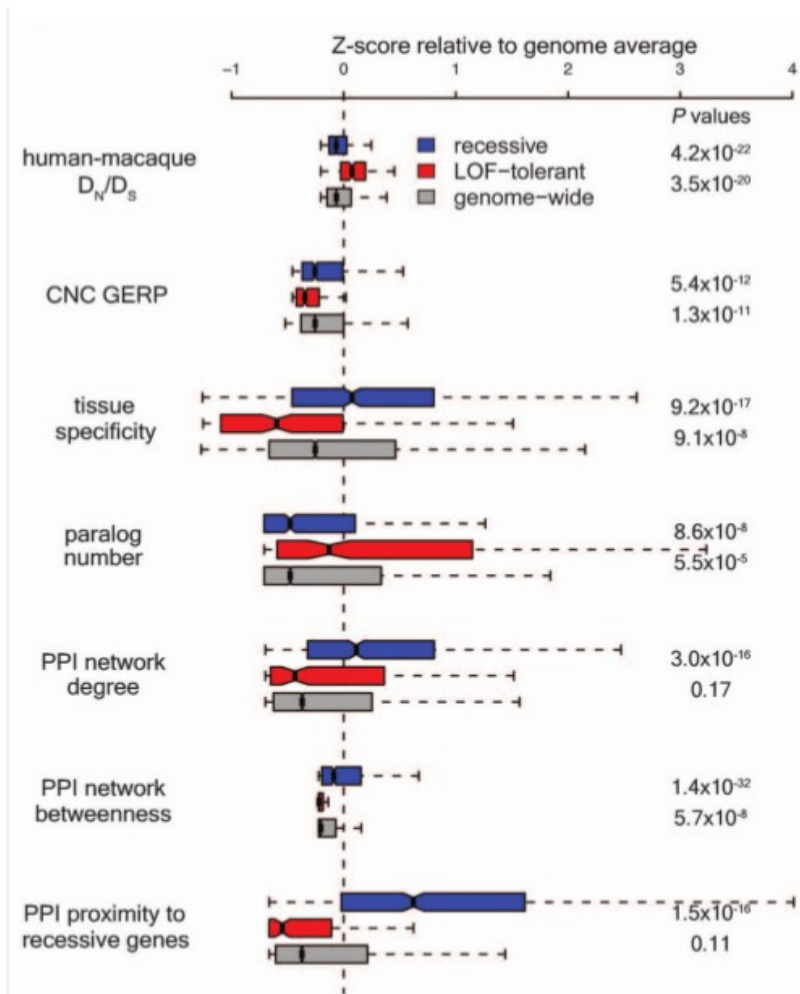 Z-score relative to genome average
−1 0 1 2 3 4
P values
human-macaque
D_N/D_S
recessive
LOF−tolerant
genome−wide
4.2x10⁻²²
3.5x10⁻²⁰
CNC GERP
5.4x10⁻¹²
1.3x10⁻¹¹
tissue
specificity
9.2x10⁻¹⁷
9.1x10⁻⁸
paralog
number
8.6x10⁻⁸
5.5x10⁻⁵
PPI network
degree
3.0x10⁻¹⁶
0.17
PPI network
betweenness
1.4x10⁻³²
5.7x10⁻⁸
PPI proximity to
recessive genes
1.5x10⁻¹⁶
0.11